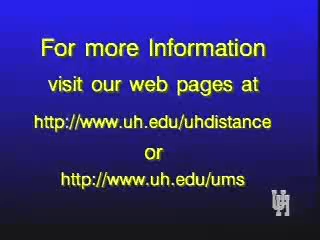 For more Information
visit our web pages at
http://www.uh.edu/uhdistance
or
http://www.uh.edu/ums
UH